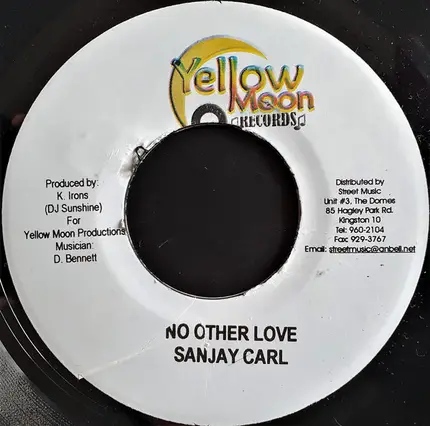 Yellow
Moon
RECORDS
Produced by:
K. Irons
(DJ Sunshine)
For
Yellow Moon Productions
Musician:
D. Bennett
Distributed by
Street Music
Unit #3, The Domes
85 Hagley Park Rd.
Kingston 10
Tel: 960-2104
Fax: 929-3767
Email: streetmusic@anbell.net
NO OTHER LOVE
SANJAY CARL